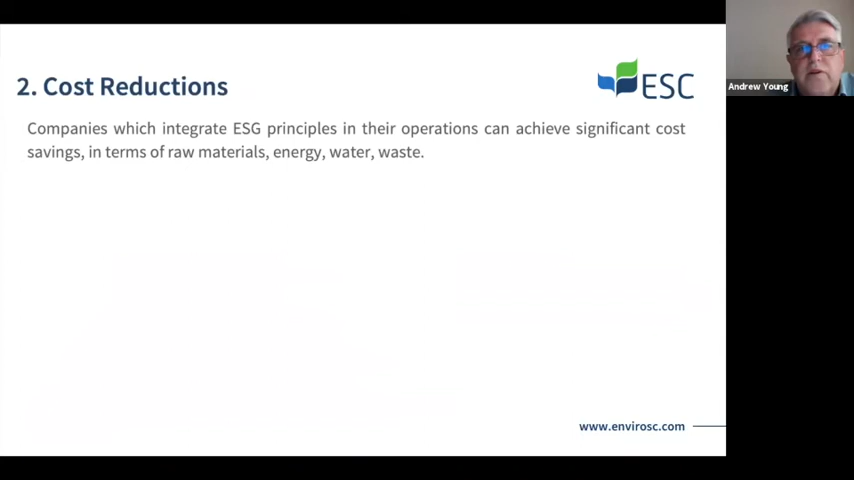 2. Cost Reductions
ESC
Andrew Young
Companies which integrate ESG principles in their operations can achieve significant cost
savings, in terms of raw materials, energy, water, waste.
www.envirosc.com